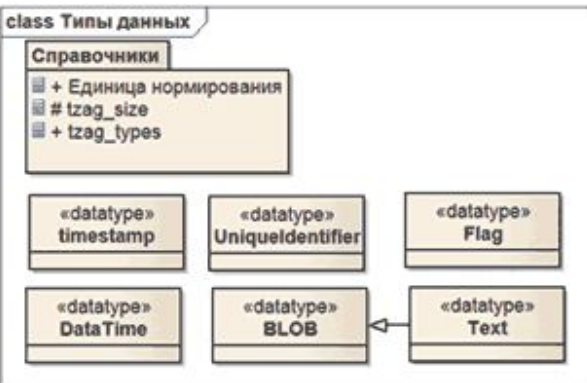 class Типы данных
Справочники
+ Единица нормирования
# tzag_size
+ tzag_types
«datatype»
timestamp
«datatype»
UniqueIdentifier
«datatype»
Flag
«datatype»
DataTime
«datatype»
BLOB
«datatype»
Text